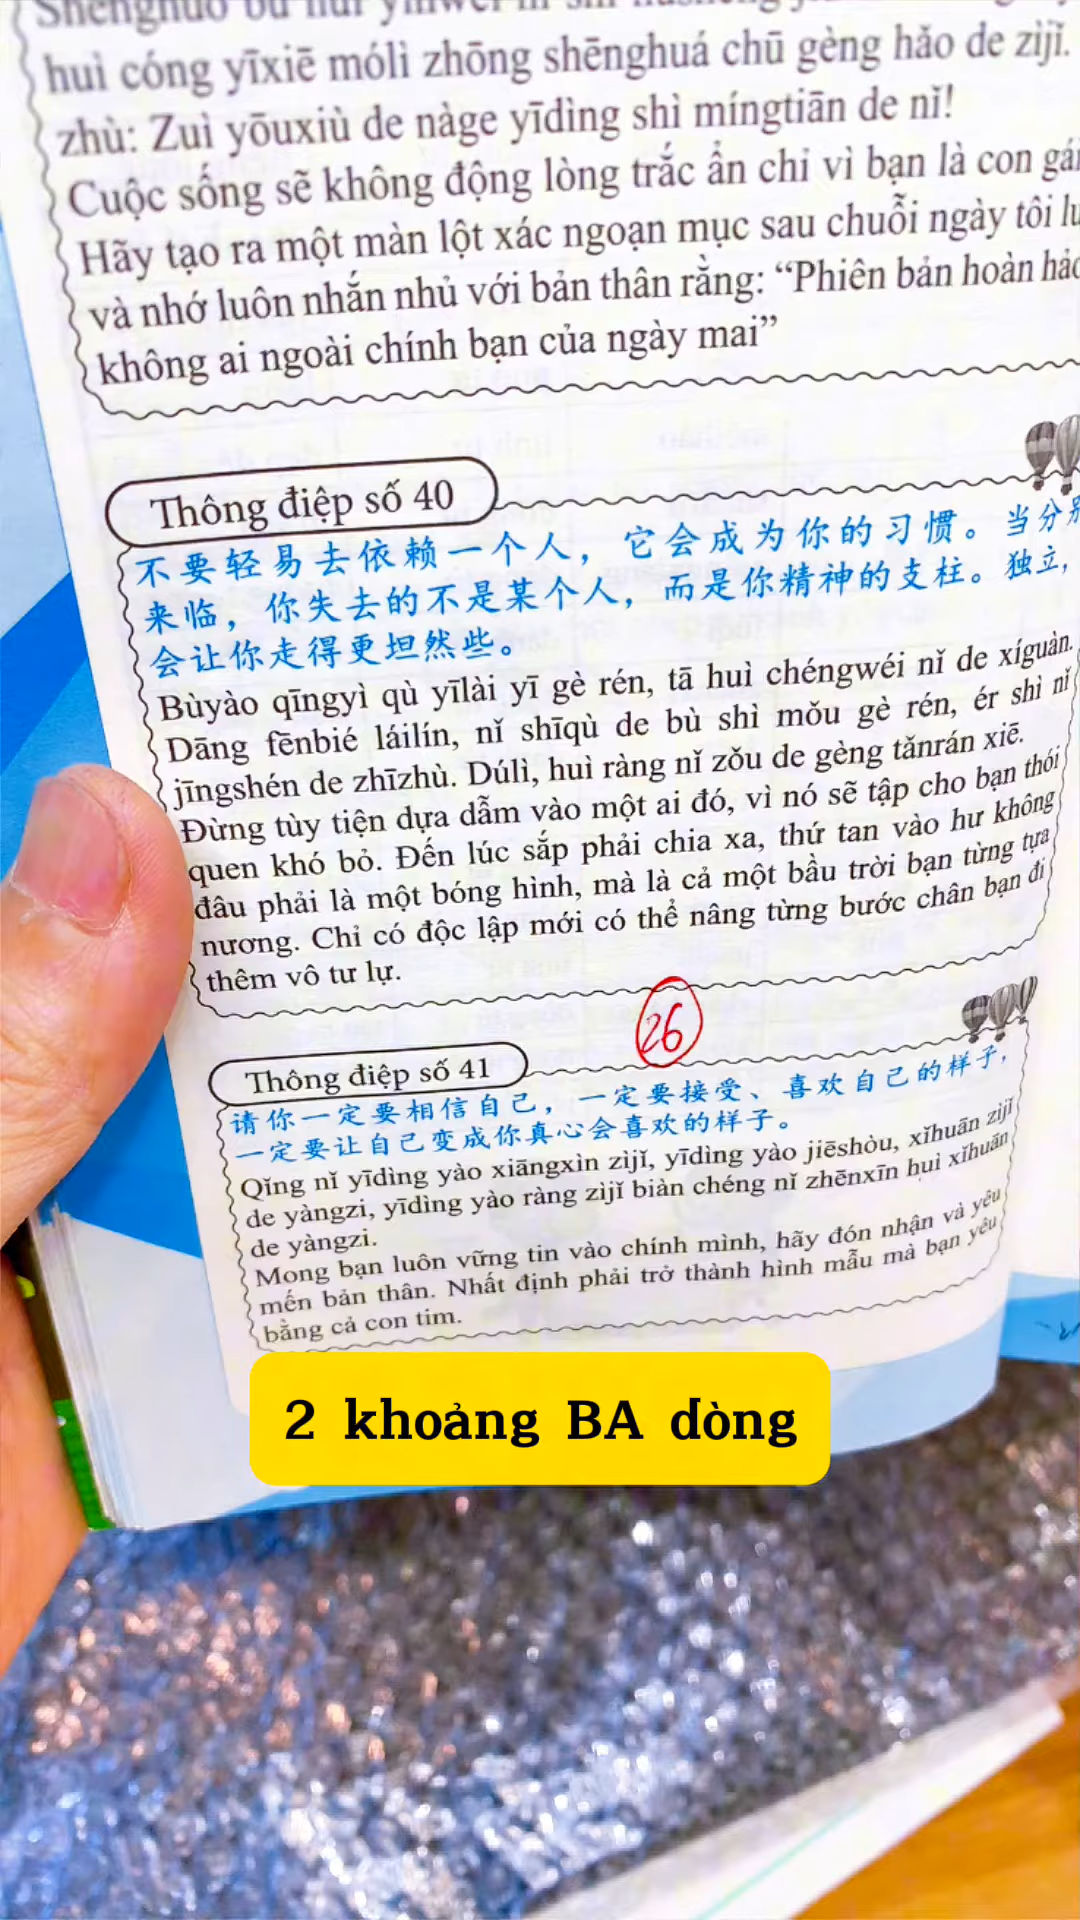 huì cóng yīxiē mólì zhōng shēnghuá chū gèng hǎo de zìjǐ.
zhù: Zuì yōuxiù de nàge yīdìng shì míngtiān de nǐ!
Cuộc sống sẽ không động lòng trắc ẩn chỉ vì bạn là con gái
Hãy tạo ra một màn lột xác ngoạn mục sau chuỗi ngày tôi
và nhớ luôn nhắn nhủ với bản thân rằng: “Phiên bản hoàn
không ai ngoài chính bạn của ngày mai”
Thông điệp số 40
不要轻易去依赖一个人，它会成为你的习惯。当分别
来临，你失去的不是某个人，而是你精神的支柱。独立，
会让你走得更坦然些。
Bùyào qīngyì qù yīlài yī gè rén, tā huì chéngwéi nǐ de xíguàn.
Dāng fēnbié láilín, nǐ shīqù de bù shì mǒu gè rén, ér shì nǐ
jīngshén de zhīzhù. Dúlì, huì ràng nǐ zǒu de gèng tǎnrán xiē.
Đừng tùy tiện dựa dẫm vào một ai đó, vì nó sẽ tập cho bạn thói
quen khó bỏ. Đến lúc sắp phải chia xa, thứ tan vào hư không
đâu phải là một bóng hình, mà là cả một bầu trời bạn từng tựa
nương. Chỉ có độc lập mới có thể nâng từng bước chân bạn đi
thêm vô tư lự.
26
Thông điệp số 41
请你一定要相信自己，一定要接受、喜欢自己的样子，
一定要让自己变成你真心会喜欢的样子。
Qǐng nǐ yīdìng yào xiāngxìn zìjǐ, yīdìng yào jiēshòu, xǐhuān zìjǐ
de yàngzi, yīdìng yào ràng zìjǐ biàn chéng nǐ zhēnxīn huì xǐhuān
de yàngzi.
Mong bạn luôn vững tin vào chính mình, hãy đón nhận và yêu
mến bản thân. Nhất định phải trở thành hình mẫu mà bạn yêu
bằng cả con tim.
2 khoảng BA dòng